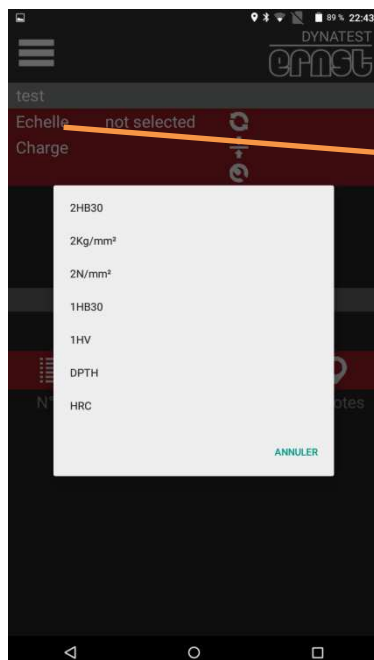 89 % 22:43
DYNATEST
ernst
test
Echelle not selected
Charge
2HB30
2Kg/mm²
2N/mm²
1HB30
1HV
DPTH
HRC
N°
otes
ANNULER